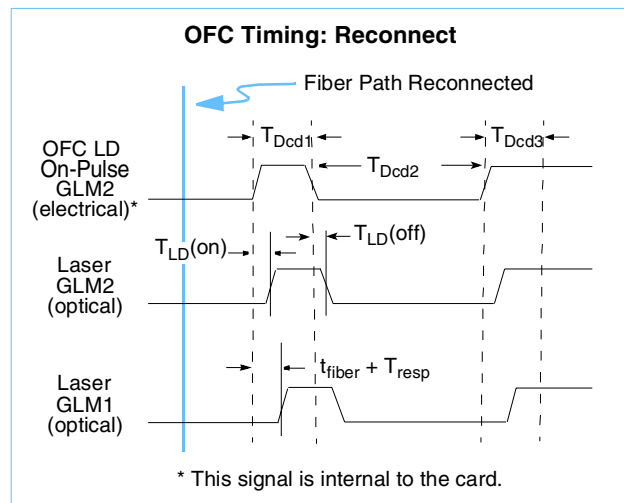 OFC Timing: Reconnect
Fiber Path Reconnected
OFC LD
On-Pulse
GLM2
(electrical)*
TDcd1
TDcd2
TDcd3
TLD(on)
TLD(off)
Laser
GLM2
(optical)
tfiber + Tresp
Laser
GLM1
(optical)
* This signal is internal to the card.